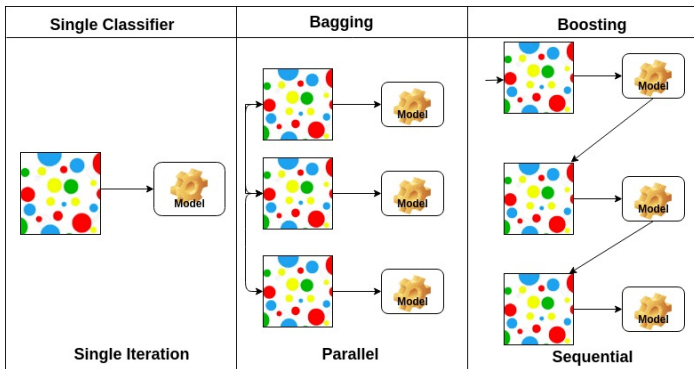 Single Classifier
Bagging
Boosting
Model
Model
Model
Model
Model
Model
Model
Single Iteration
Parallel
Sequential